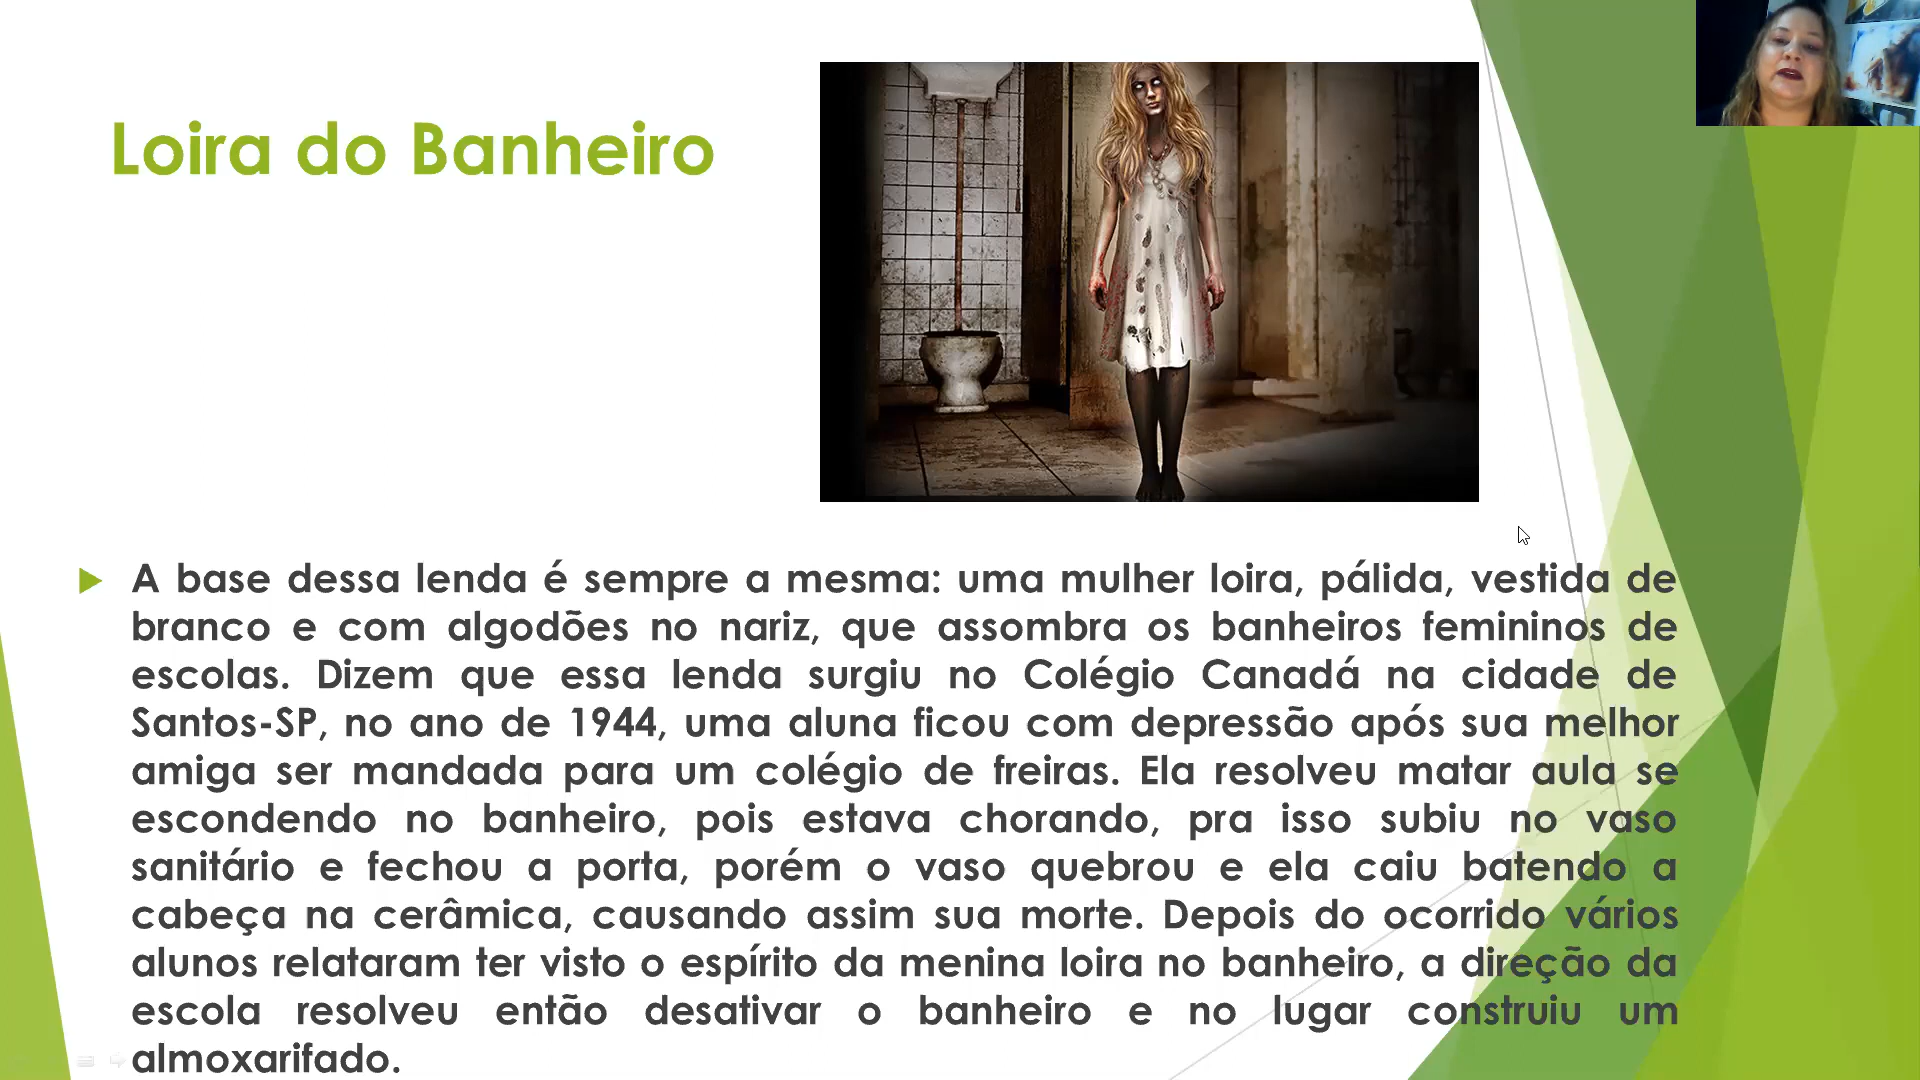 Loira do Banheiro
A base dessa lenda é sempre a mesma: uma mulher loira, pálida, vestida de
branco e com algodões no nariz, que assombra os banheiros femininos de
escolas. Dizem que essa lenda surgiu no Colégio Canadá na cidade de
Santos-SP, no ano de 1944, uma aluna ficou com depressão após sua melhor
amiga ser mandada para um colégio de freiras. Ela resolveu matar aula se
escondendo no banheiro, pois estava chorando, pra isso subiu no vaso
sanitário e fechou a porta, porém o vaso quebrou e ela caiu batendo a
cabeça na cerâmica, causando assim sua morte. Depois do ocorrido vários
alunos relataram ter visto o espírito da menina loira no banheiro, a direção da
escola resolveu então desativar o banheiro e no lugar construiu um
almoxarifado.